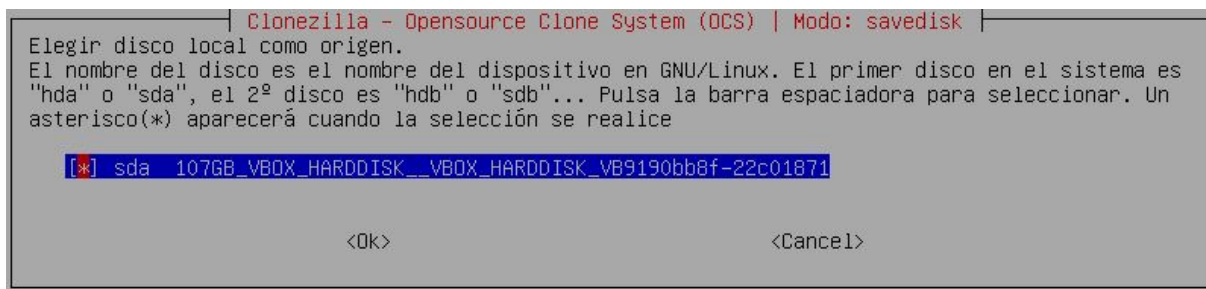 Clonezilla - Opensource Clone System (OCS) | Modo: savedisk
Elegir disco local como origen.
El nombre del disco es el nombre del dispositivo en GNU/Linux. El primer disco en el sistema es
"hda" o "sda", el 2º disco es "hdb" o "sdb"... Pulsa la barra espaciadora para seleccionar. Un
asterisco(*) aparecerá cuando la selección se realice
[*] sda 107GB_VBOX_HARDDISK__VBOX_HARDDISK_VB9190bb8f-22c01871
<Ok> <Cancel>